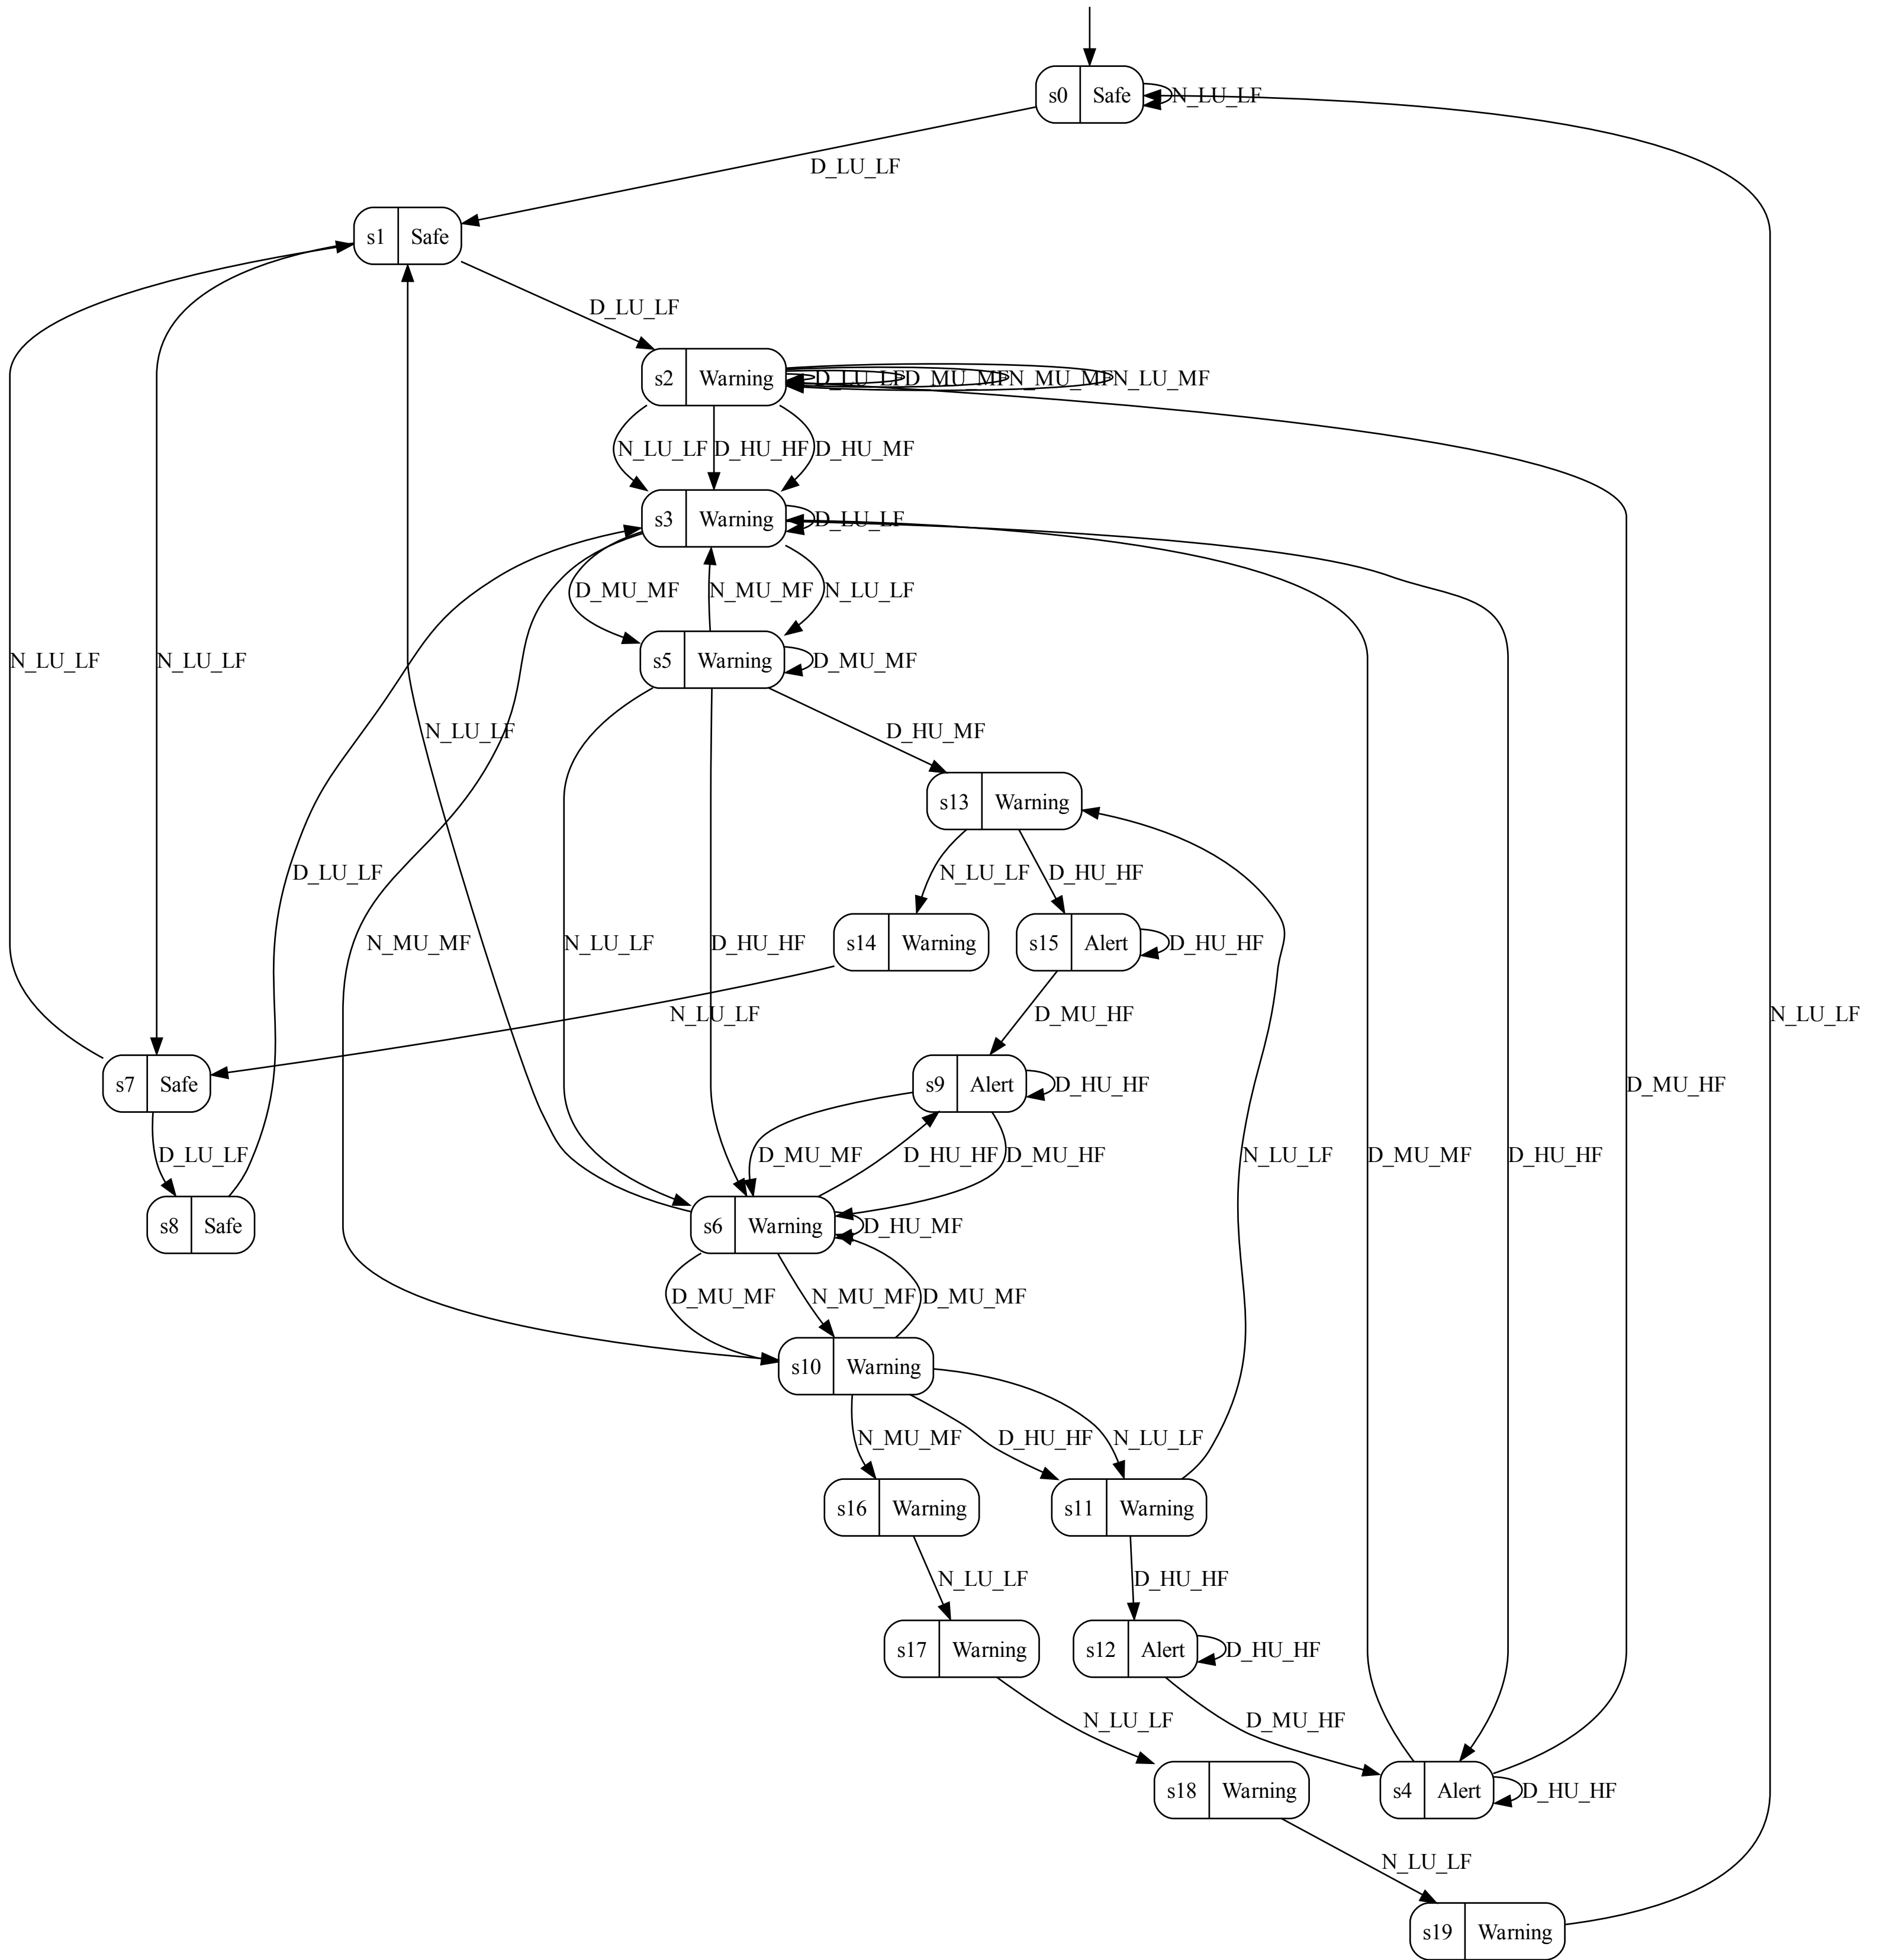 s0 Safe N_LU_LF
D_LU_LF
s1 Safe
D_LU_LF
s2 Warning D_LU_LF D_MU_MF N_MU_MF N_LU_MF
N_LU_LF D_HU_HF D_HU_MF
s3 Warning D_LU_LF
D_MU_MF N_MU_MF N_LU_LF
N_LU_LF N_LU_LF s5 Warning D_MU_MF
N_LU_LF D_HU_MF
s13 Warning
D_LU_LF N_LU_LF D_HU_HF
N_MU_MF N_LU_LF D_HU_HF s14 Warning s15 Alert D_HU_HF
N_LU_LF D_MU_HF N_LU_LF
s7 Safe s9 Alert D_HU_HF D_MU_HF
D_LU_LF D_MU_MF D_HU_HF D_MU_HF N_LU_LF D_MU_MF D_HU_HF
s8 Safe s6 Warning D_HU_MF
D_MU_MF N_MU_MF D_MU_MF
s10 Warning
N_MU_MF D_HU_HF N_LU_LF
s16 Warning s11 Warning
N_LU_LF D_HU_HF
s17 Warning s12 Alert D_HU_HF
N_LU_LF D_MU_HF
s18 Warning s4 Alert D_HU_HF
N_LU_LF
s19 Warning